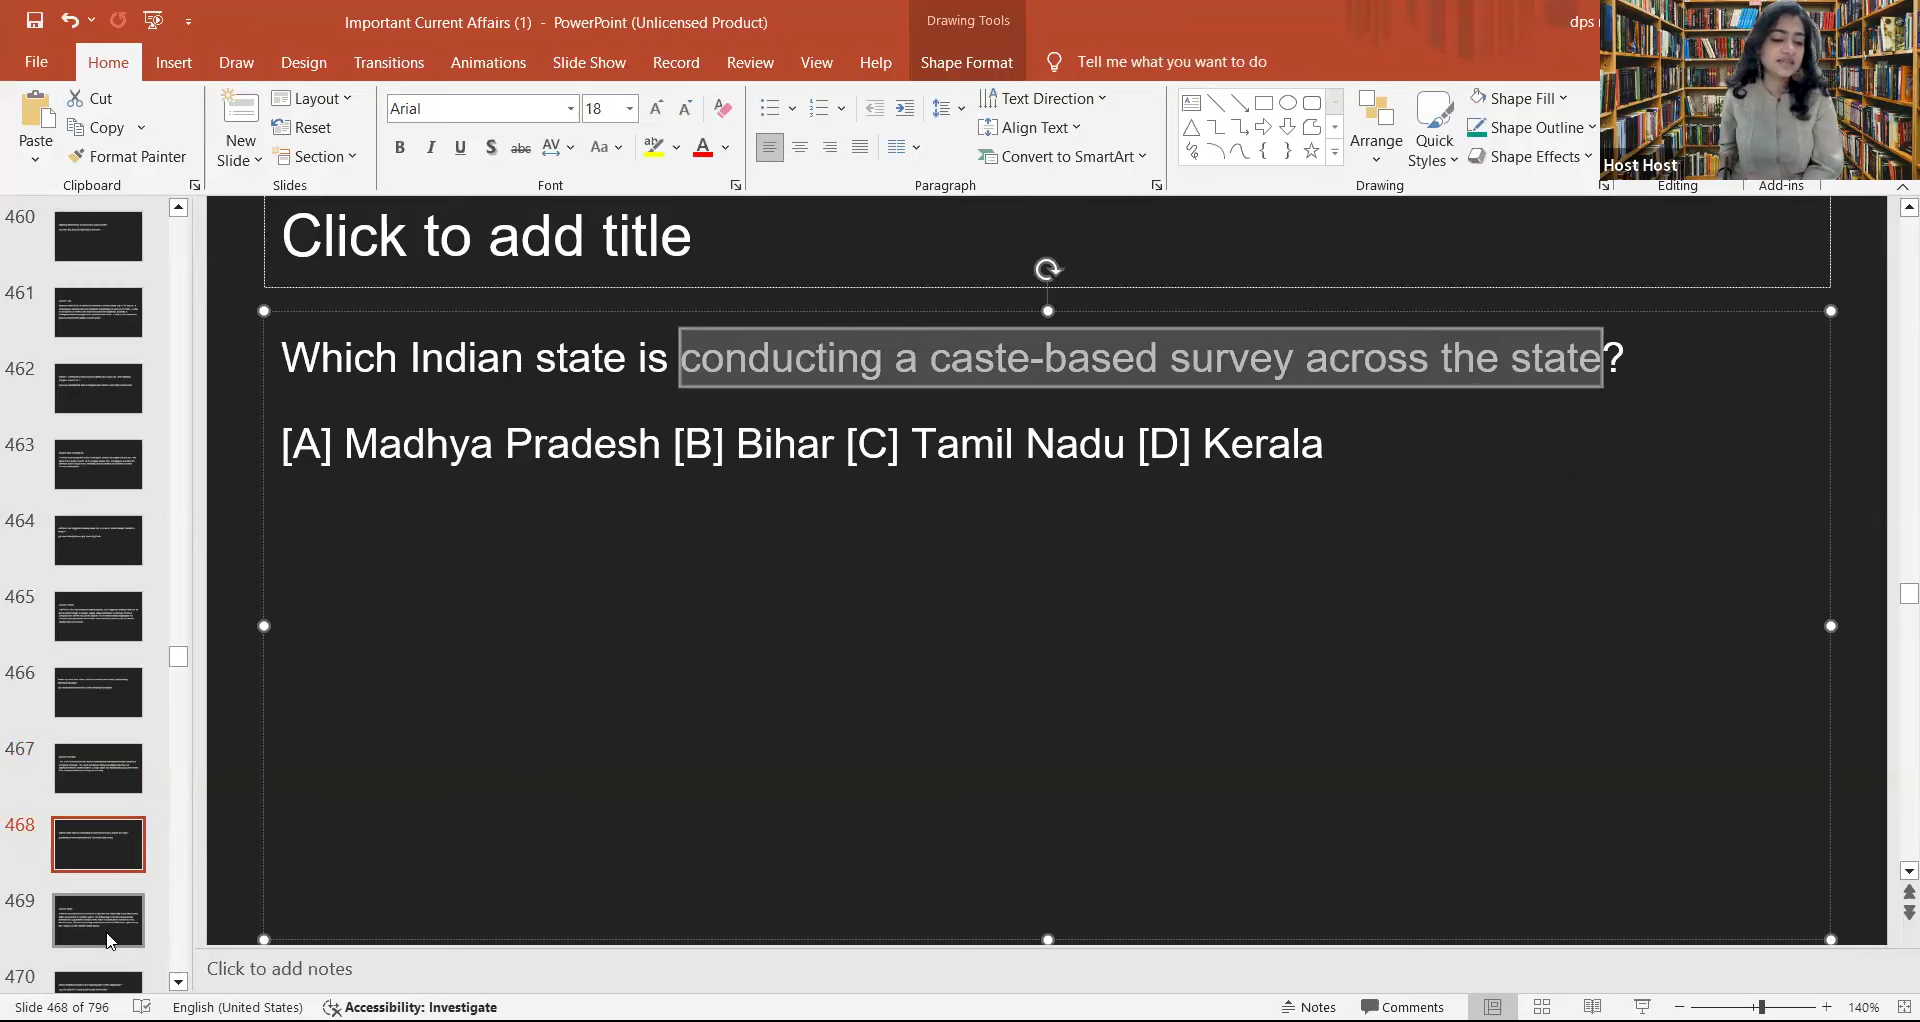 Important Current Affairs (1) - PowerPoint (Unlicensed Product)
Drawing Tools
dps
File Home Insert Draw Design Transitions Animations Slide Show Record Review View Help Shape Format Tell me what you want to do
Paste
Cut
Copy
Format Painter
Clipboard
New Slide
Layout
Reset
Section
Slides
Arial 18
Font
Text Direction
Align Text
Convert to SmartArt
Paragraph
Arrange
Quick Styles
Shape Fill
Shape Outline
Shape Effects
Drawing
Editing
Add-ins
Host Host
460
461
462
463
464
465
466
467
468
469
470
Click to add title
Which Indian state is conducting a caste-based survey across the state?
[A] Madhya Pradesh [B] Bihar [C] Tamil Nadu [D] Kerala
Click to add notes
Slide 468 of 796 English (United States) Accessibility: Investigate Notes Comments 140%